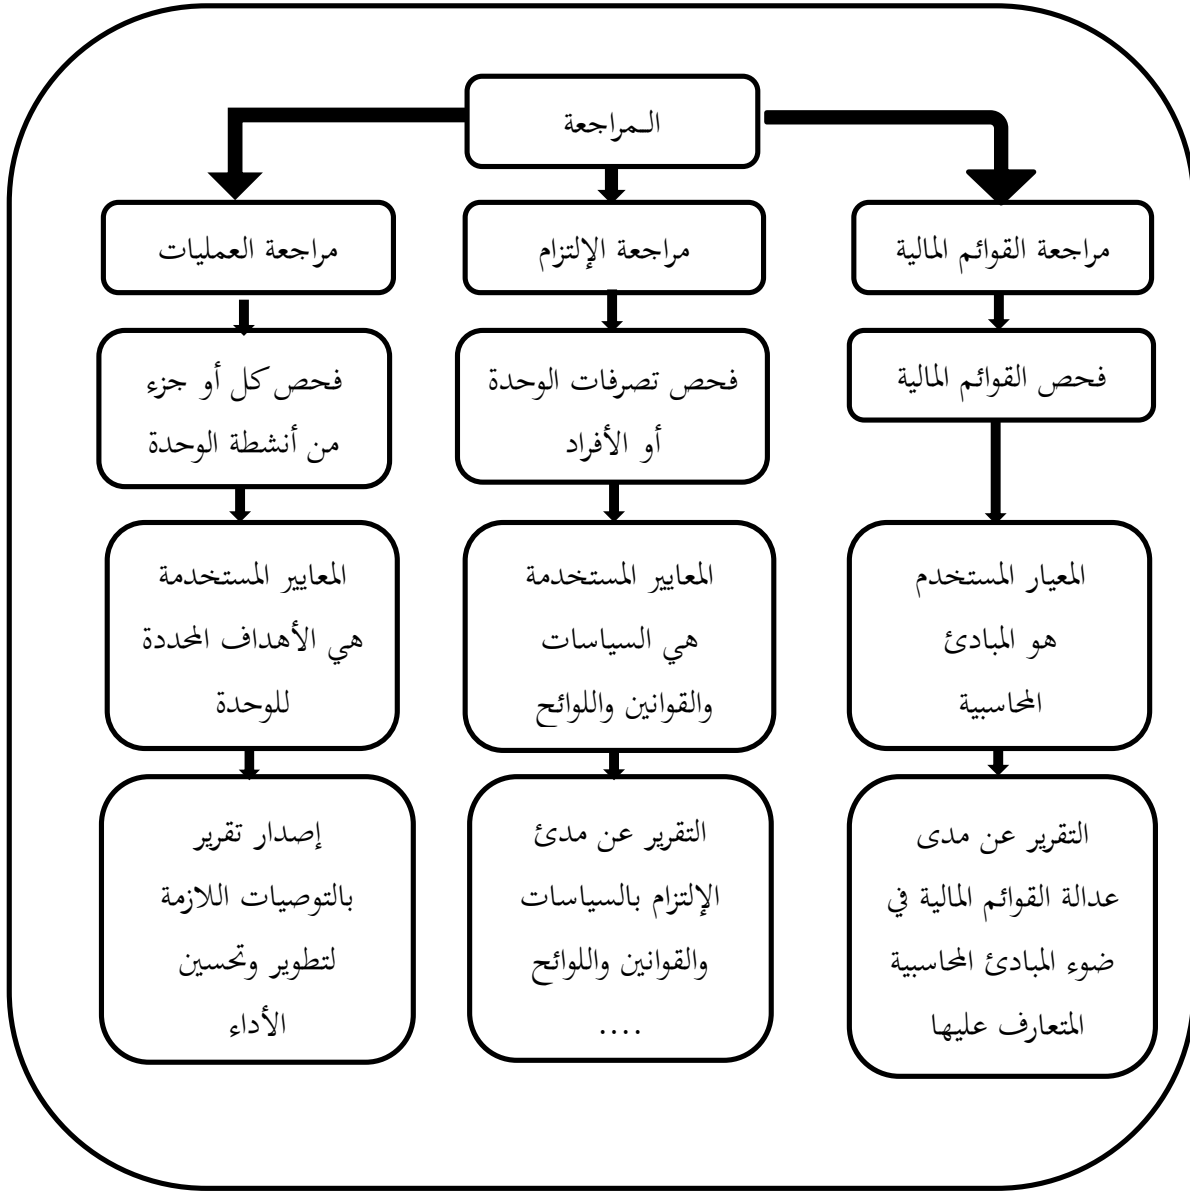 الـمراجعة
مراجعة القوائم المالية
فحص القوائم المالية
المعيار المستخدم
هو المبادئ
المحاسبية
التقرير عن مدى
عدالة القوائم المالية في
ضوء المبادئ المحاسبية
المتعارف عليها
مراجعة الإلتزام
فحص تصرفات الوحدة
أو الأفراد
المعايير المستخدمة
هي السياسات
والقوانين واللوائح
التقرير عن مدئ
الإلتزام بالسياسات
والقوانين واللوائح
....
مراجعة العمليات
فحص كل أو جزء
من أنشطة الوحدة
المعايير المستخدمة
هي الأهداف المحددة
للوحدة
إصدار تقرير
بالتوصيات اللازمة
لتطوير وتحسين
الأداء